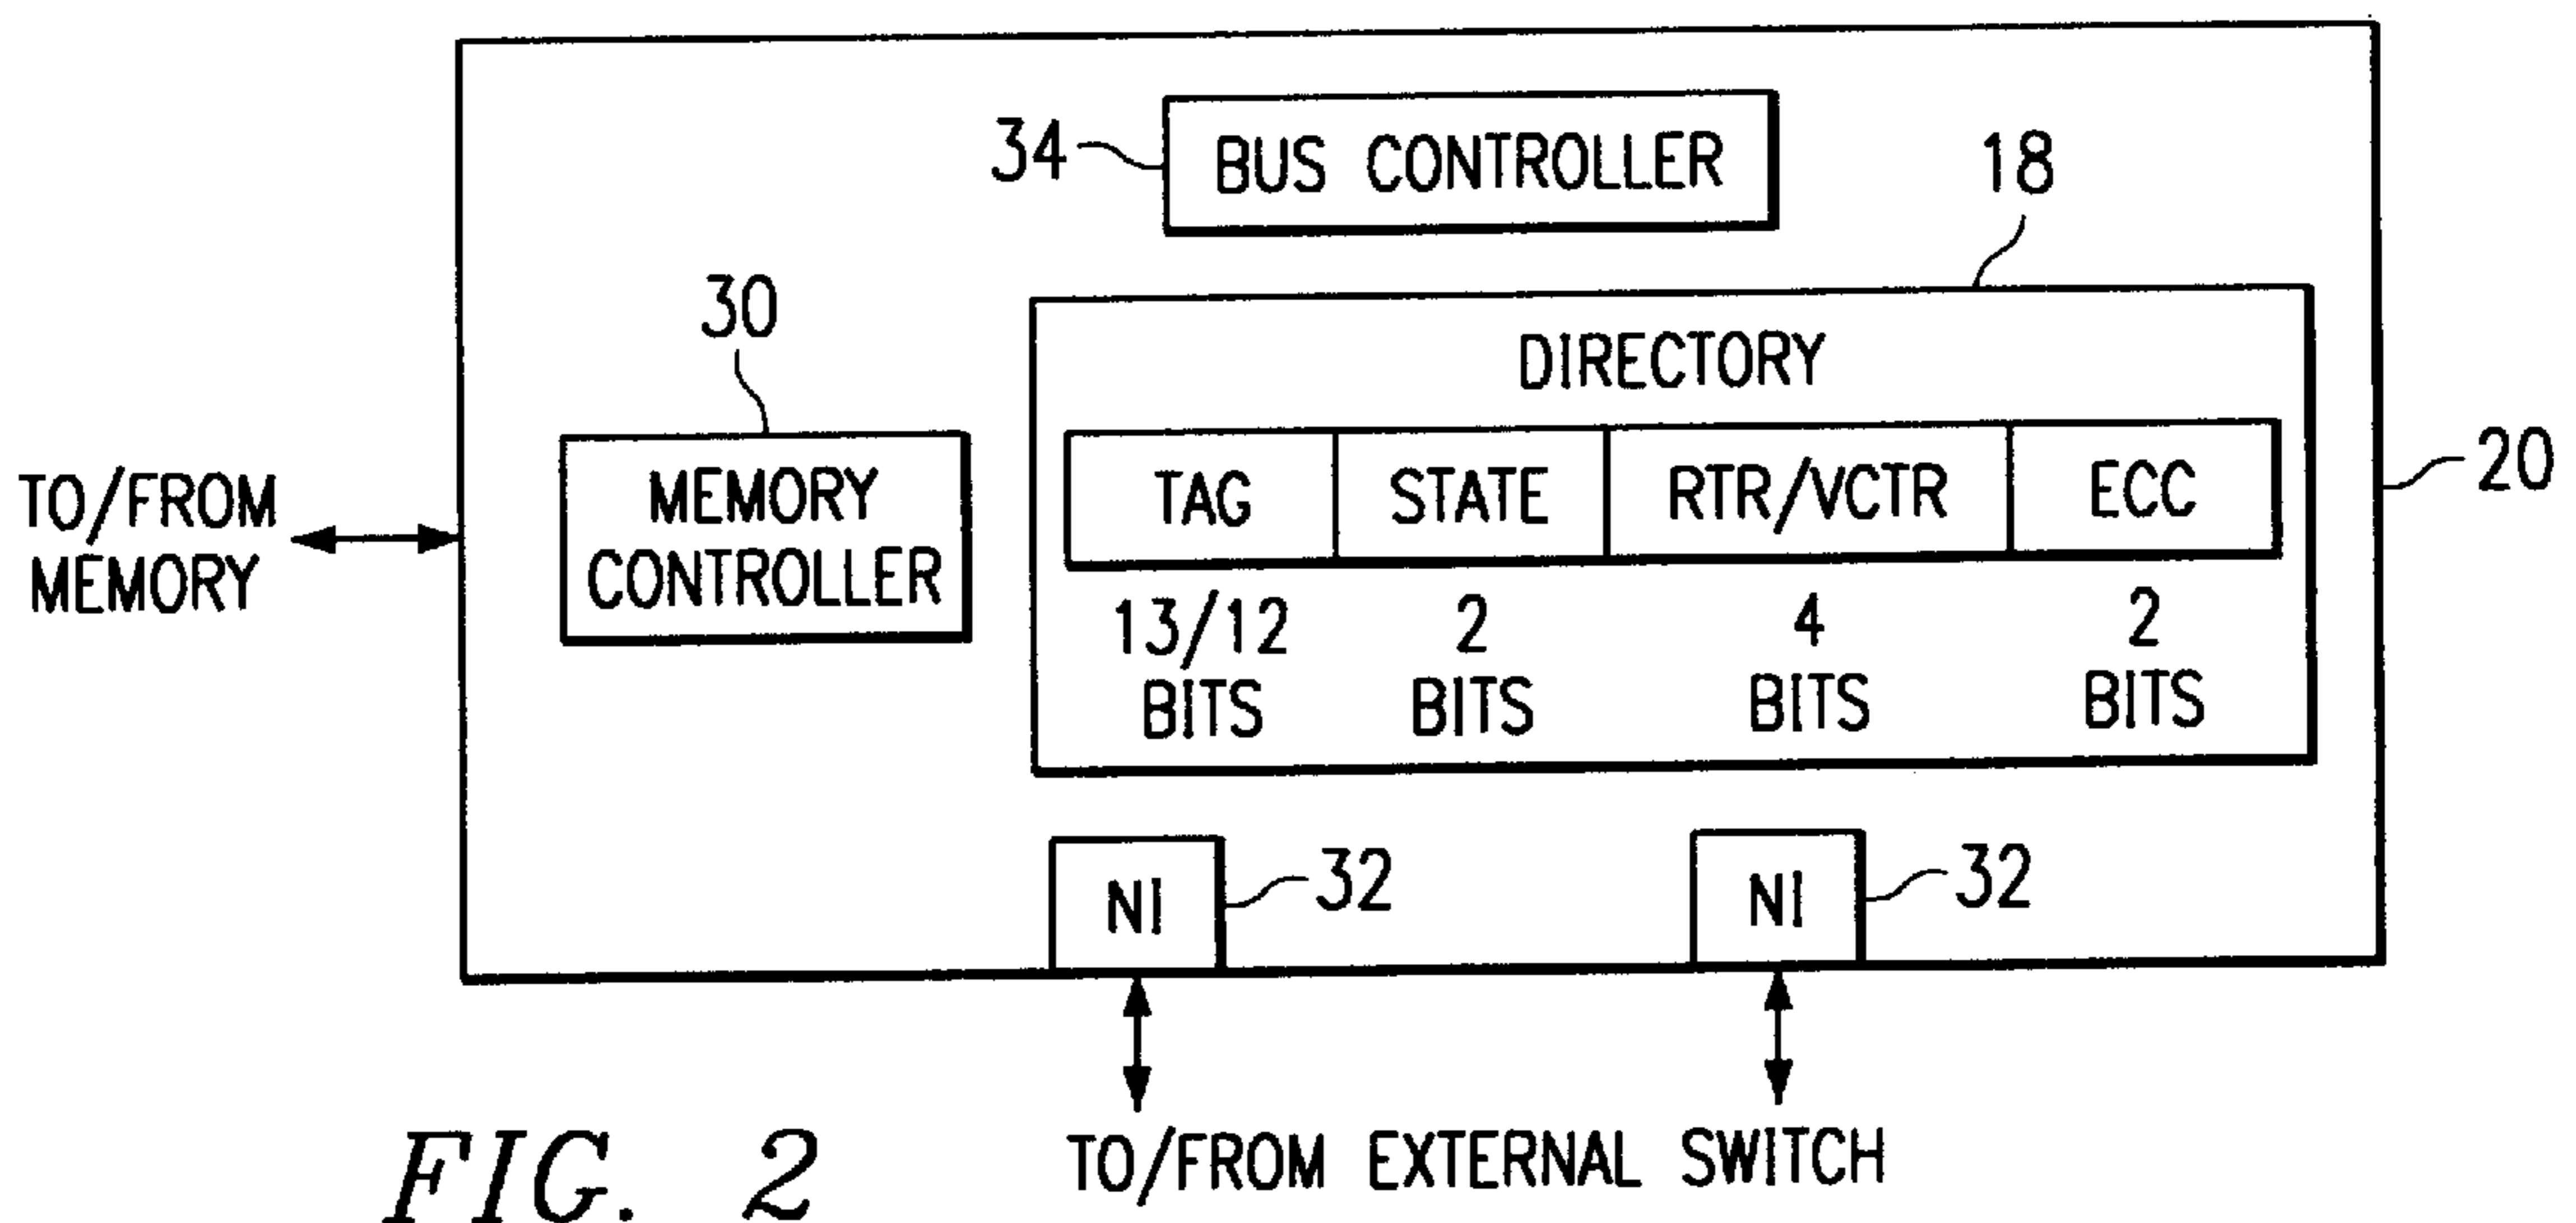 34
BUS CONTROLLER
18
30
DIRECTORY
MEMORY
CONTROLLER
TAG
STATE
RTR/VCTR
ECC
20
TO/FROM
MEMORY
13/12
BITS
2
BITS
4
BITS
2
BITS
NI
32
NI
32
TO/FROM EXTERNAL SWITCH
FIG. 2